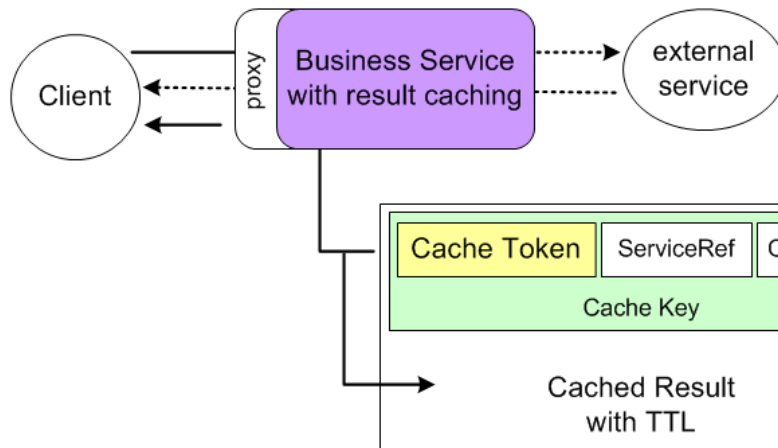 Client
proxy
Business Service
with result caching
external
service
Cache Token
ServiceRef
Cache Key
Cached Result
with TTL